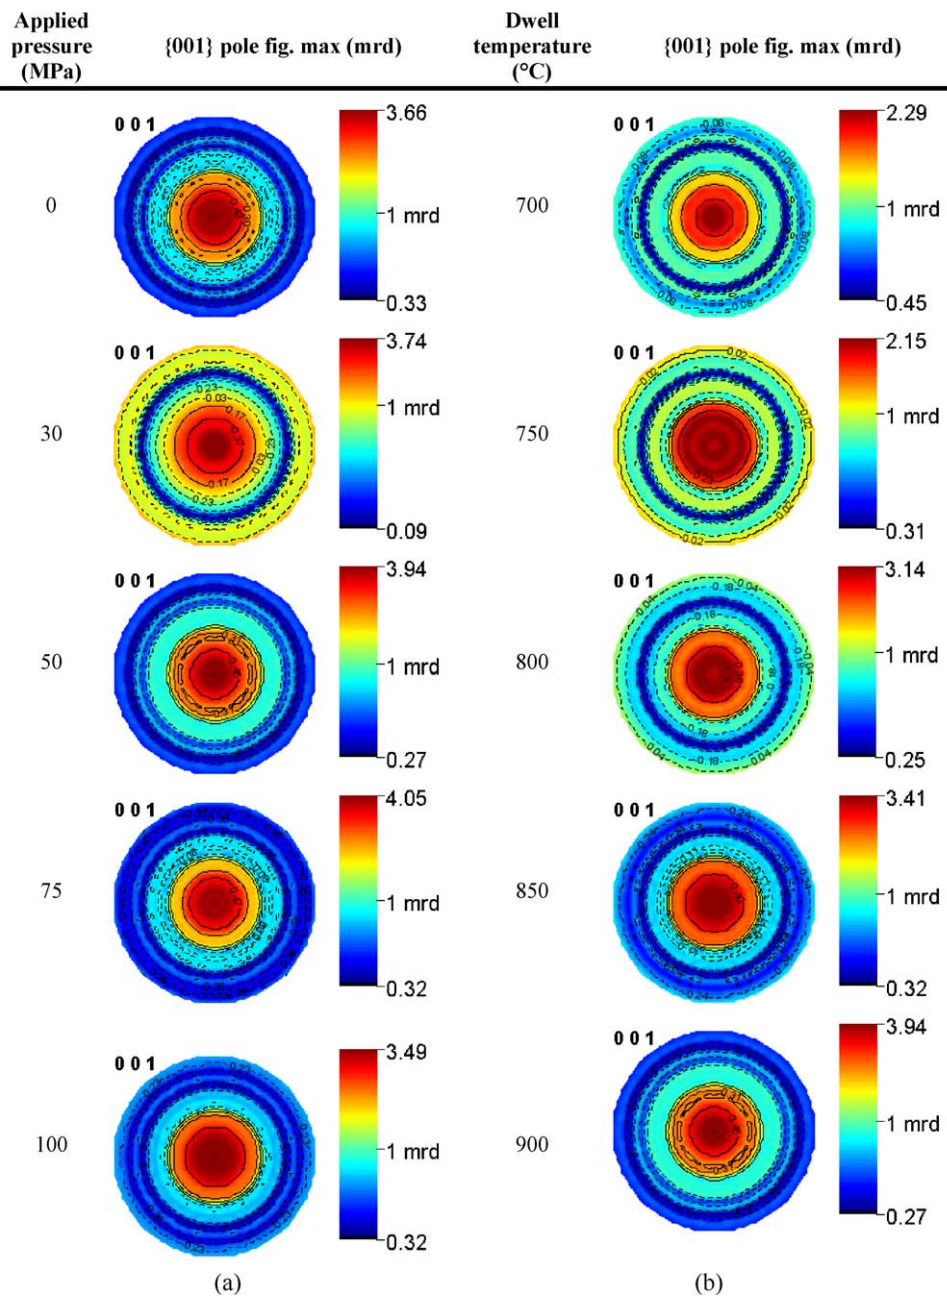 Applied pressure (MPa) {001} pole fig. max (mrd) Dwell temperature (°C) {001} pole fig. max (mrd)
0 0 1 3.66 1 mrd 0.33
700 0 0 1 2.29 1 mrd 0.45
30 0 0 1 3.74 1 mrd 0.09
750 0 0 1 2.15 1 mrd 0.31
50 0 0 1 3.94 1 mrd 0.27
800 0 0 1 3.14 1 mrd 0.25
75 0 0 1 4.05 1 mrd 0.32
850 0 0 1 3.41 1 mrd 0.32
100 0 0 1 3.49 1 mrd 0.32
900 0 0 1 3.94 1 mrd 0.27
(a) (b)